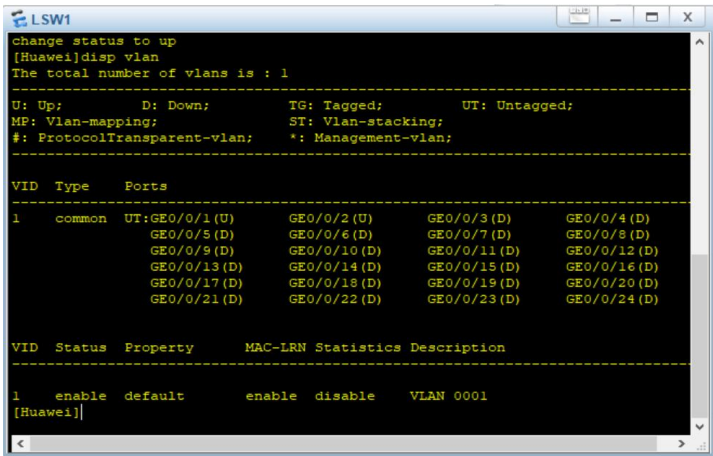 LSW1
change status to up
[Huawei]disp vlan
The total number of vlans is : 1
--------------------------------------------------------------------------------
U: Up;         D: Down;         TG: Tagged;         UT: Untagged;
MP: Vlan-mapping;               ST: Vlan-stacking;
#: ProtocolTransparent-vlan;    *: Management-vlan;
--------------------------------------------------------------------------------
VID  Type    Ports
--------------------------------------------------------------------------------
1    common  UT:GE0/0/1(U)      GE0/0/2(U)      GE0/0/3(D)      GE0/0/4(D)
GE0/0/5(D)      GE0/0/6(D)      GE0/0/7(D)      GE0/0/8(D)
GE0/0/9(D)      GE0/0/10(D)     GE0/0/11(D)     GE0/0/12(D)
GE0/0/13(D)     GE0/0/14(D)     GE0/0/15(D)     GE0/0/16(D)
GE0/0/17(D)     GE0/0/18(D)     GE0/0/19(D)     GE0/0/20(D)
GE0/0/21(D)     GE0/0/22(D)     GE0/0/23(D)     GE0/0/24(D)
VID  Status  Property      MAC-LRN Statistics Description
--------------------------------------------------------------------------------
1    enable  default       enable  disable    VLAN 0001
[Huawei]